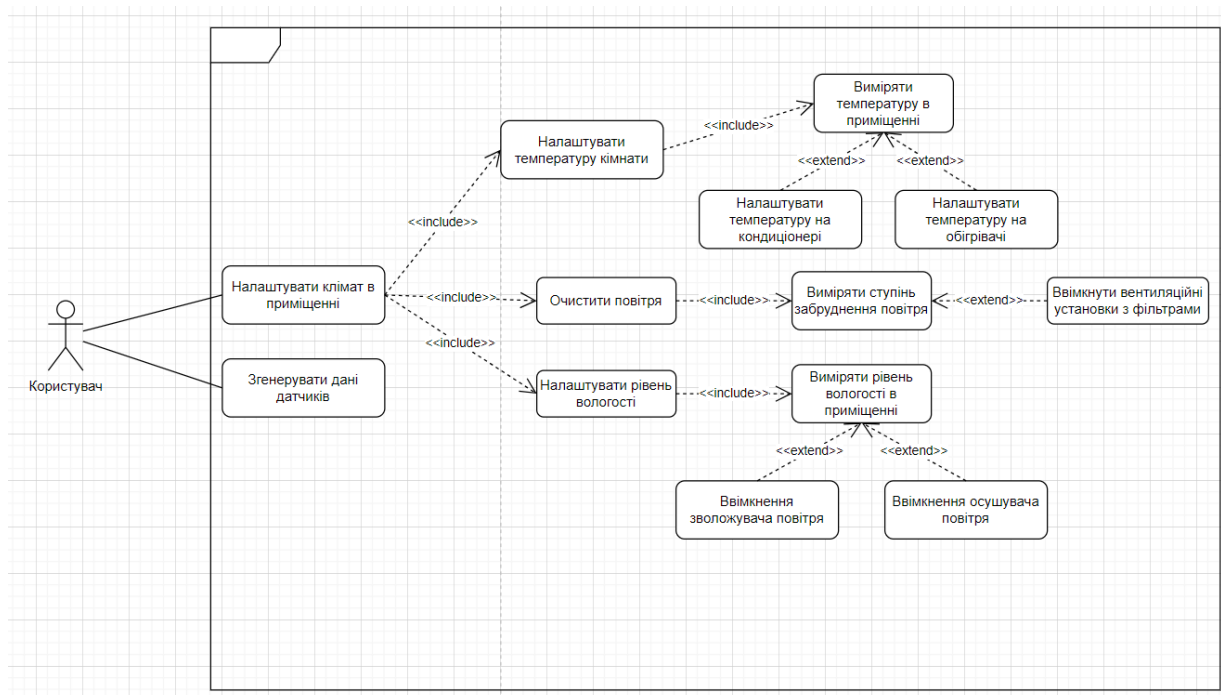 Виміряти
температуру в
приміщенні
<<include>>
Налаштувати
температуру кімнати
<<extend>>
<<extend>>
Налаштувати
температуру на
кондиціонері
Налаштувати
температуру на
обігрівачі
<<include>>
Налаштувати клімат в
приміщенні
<<include>>
Очистити повітря
<<include>>
Виміряти ступінь
забруднення повітря
<<extend>>
Ввімкнути вентиляційні
установки з фільтрами
<<include>>
Користувач
Згенерувати дані
датчиків
Налаштувати рівень
вологості
<<include>>
Виміряти рівень
вологості в
приміщенні
<<extend>>
<<extend>>
Ввімкнення
зволожувача повітря
Ввімкнення осушувача
повітря